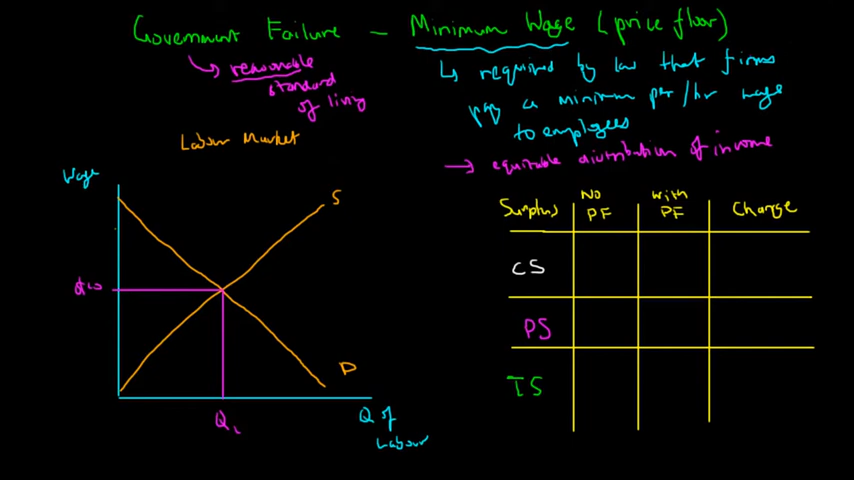 Government Failure - Minimum Wage (price floor)
↳ reasonable
standard
of living
↳ required by law that firms
pay a minimum per/hr wage
to employees
→ equitable distribution of income
Labour Market
Wage
S
D
Q1
Q of
Labour
Surplus No PF With PF Change
CS
PS
TS